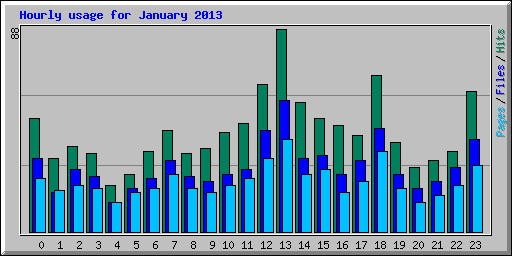 Hourly usage for January 2013
88
Pages/Files/Hits
0 1 2 3 4 5 6 7 8 9 10 11 12 13 14 15 16 17 18 19 20 21 22 23